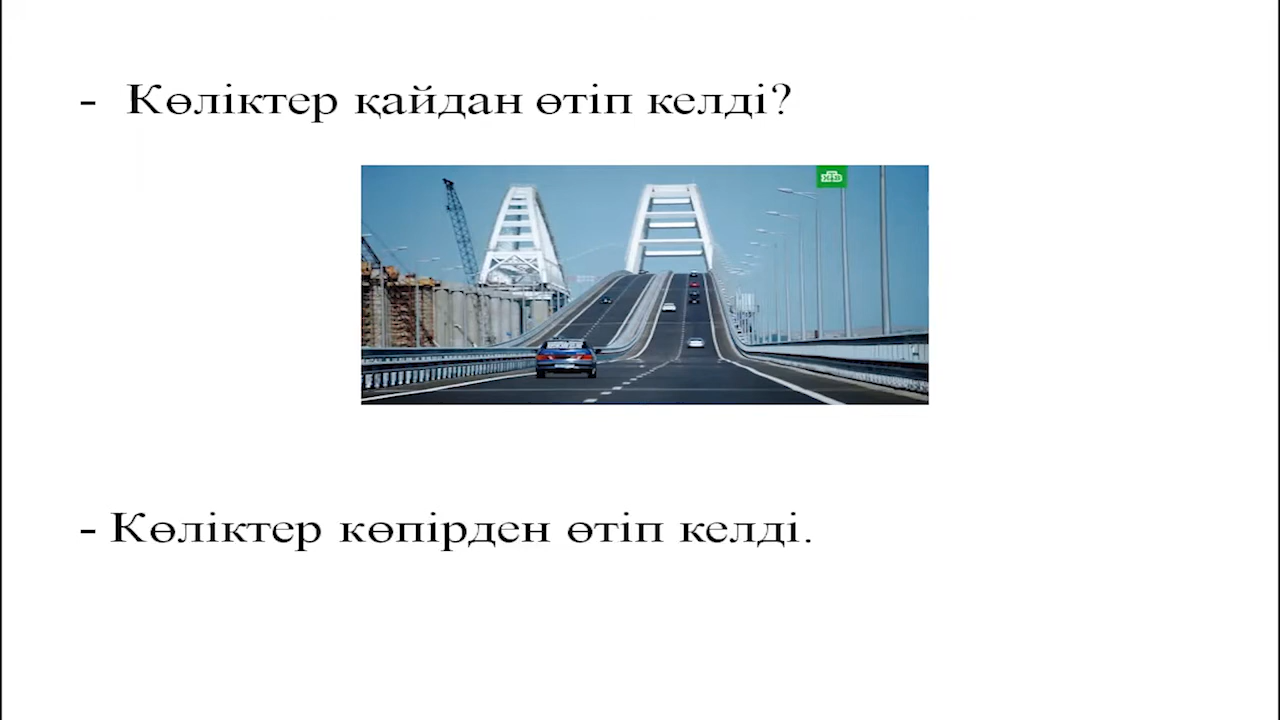 - Көліктер қайдан өтіп келді?
- Көліктер көпірден өтіп келді.